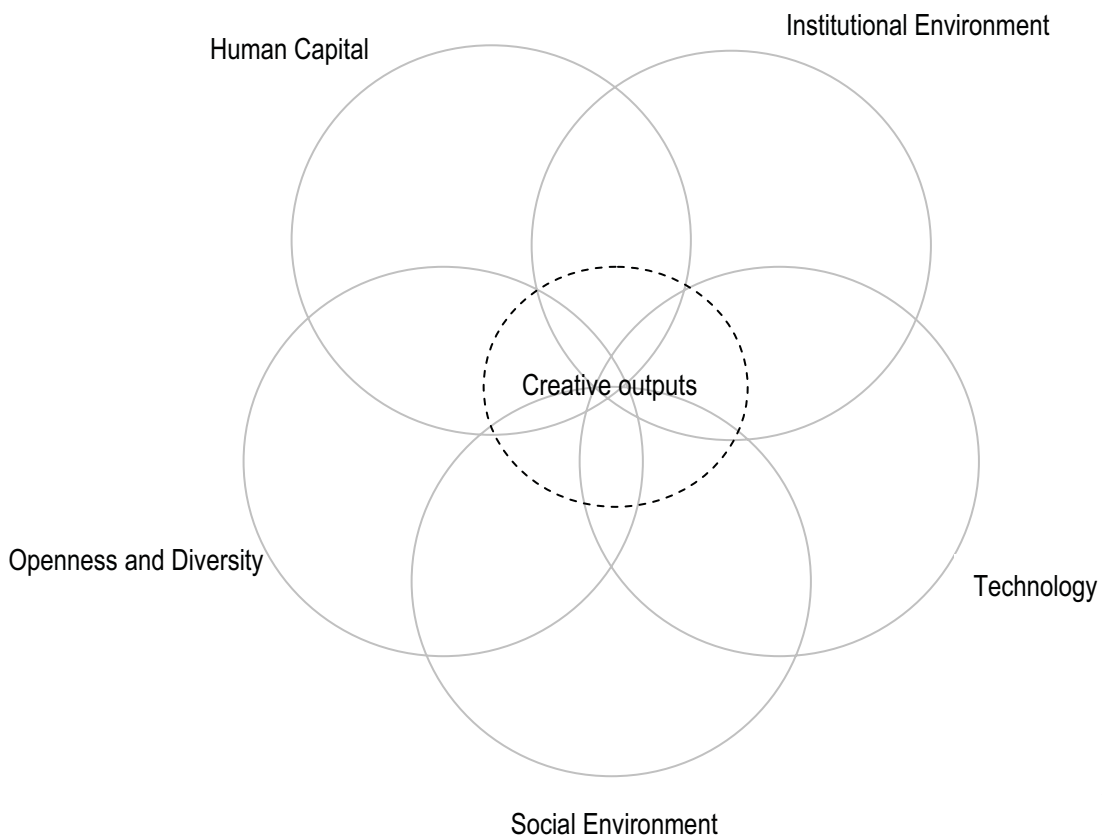 Institutional Environment
Human Capital
Creative outputs
Openness and Diversity
Technology
Social Environment